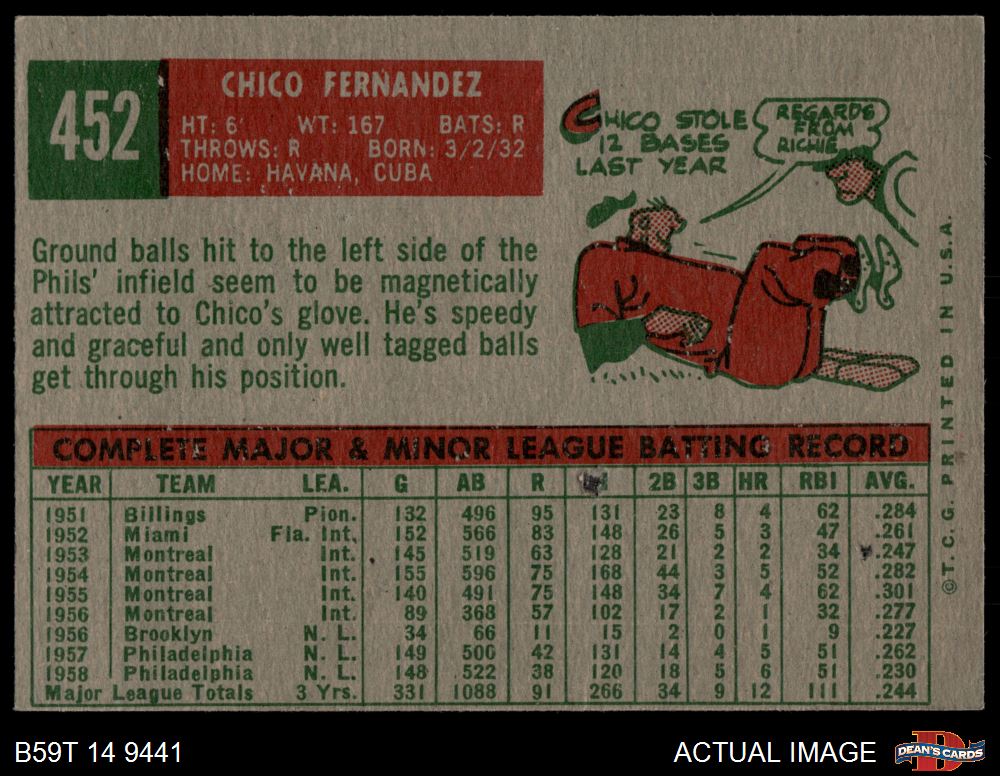 452
CHICO FERNANDEZ
HT: 6' WT: 167 BATS: R
THROWS: R BORN: 3/2/32
HOME: HAVANA, CUBA
CHICO STOLE
12 BASES
LAST YEAR
REGARDS
FROM
RICHIE
Ground balls hit to the left side of the
Phils' infield seem to be magnetically
attracted to Chico's glove. He's speedy
and graceful and only well tagged balls
get through his position.
COMPLETE MAJOR & MINOR LEAGUE BATTING RECORD
YEAR TEAM LEA. G AB R H 2B 3B HR RBI AVG.
1951 Billings Pion. 132 496 95 131 23 8 4 62 .284
1952 Miami Fla. Int. 152 566 83 148 26 5 3 47 .261
1953 Montreal Int. 145 519 63 128 21 2 2 34 .247
1954 Montreal Int. 155 596 75 168 44 3 5 52 .282
1955 Montreal Int. 140 491 75 148 34 7 4 62 .301
1956 Montreal Int. 89 368 57 102 17 2 1 32 .277
1956 Brooklyn N. L. 34 66 11 15 2 0 1 9 .227
1957 Philadelphia N. L. 149 500 42 131 14 4 5 51 .262
1958 Philadelphia N. L. 148 522 38 120 18 5 6 51 .230
Major League Totals 3 Yrs. 331 1088 91 266 34 9 12 111 .244
©T.C.G. PRINTED IN U.S.A.
B59T 14 9441
ACTUAL IMAGE
DEAN'S CARDS